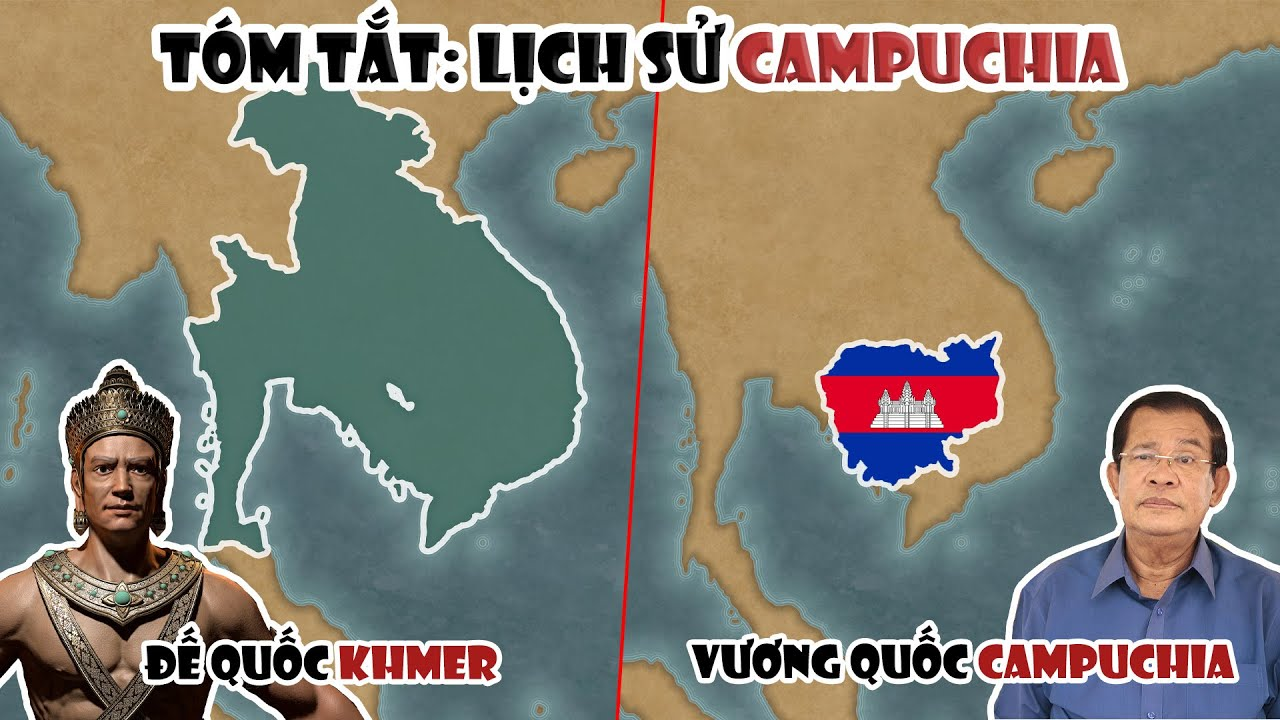 TÓM TẮT: LỊCH SỬ CAMPUCHIA
ĐẾ QUỐC KHMER
VƯƠNG QUỐC CAMPUCHIA